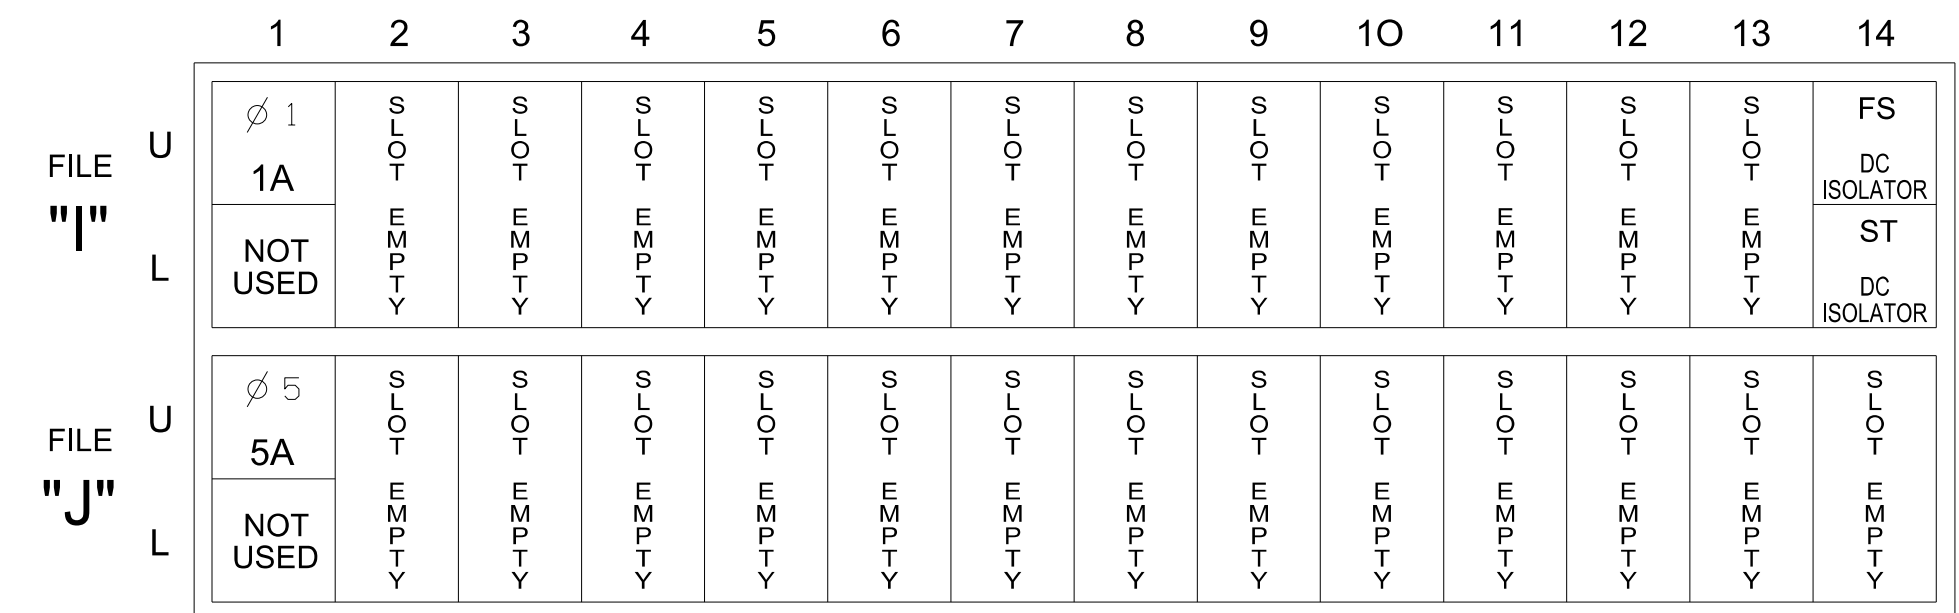 1 2 3 4 5 6 7 8 9 10 11 12 13 14
FILE "I"
U
L
∅ 1
1A
NOT
USED
SLOT EMPTY
SLOT EMPTY
SLOT EMPTY
SLOT EMPTY
SLOT EMPTY
SLOT EMPTY
SLOT EMPTY
SLOT EMPTY
SLOT EMPTY
SLOT EMPTY
SLOT EMPTY
SLOT EMPTY
FS
DC
ISOLATOR
ST
DC
ISOLATOR
FILE "J"
U
L
∅ 5
5A
NOT
USED
SLOT EMPTY
SLOT EMPTY
SLOT EMPTY
SLOT EMPTY
SLOT EMPTY
SLOT EMPTY
SLOT EMPTY
SLOT EMPTY
SLOT EMPTY
SLOT EMPTY
SLOT EMPTY
SLOT EMPTY
SLOT EMPTY